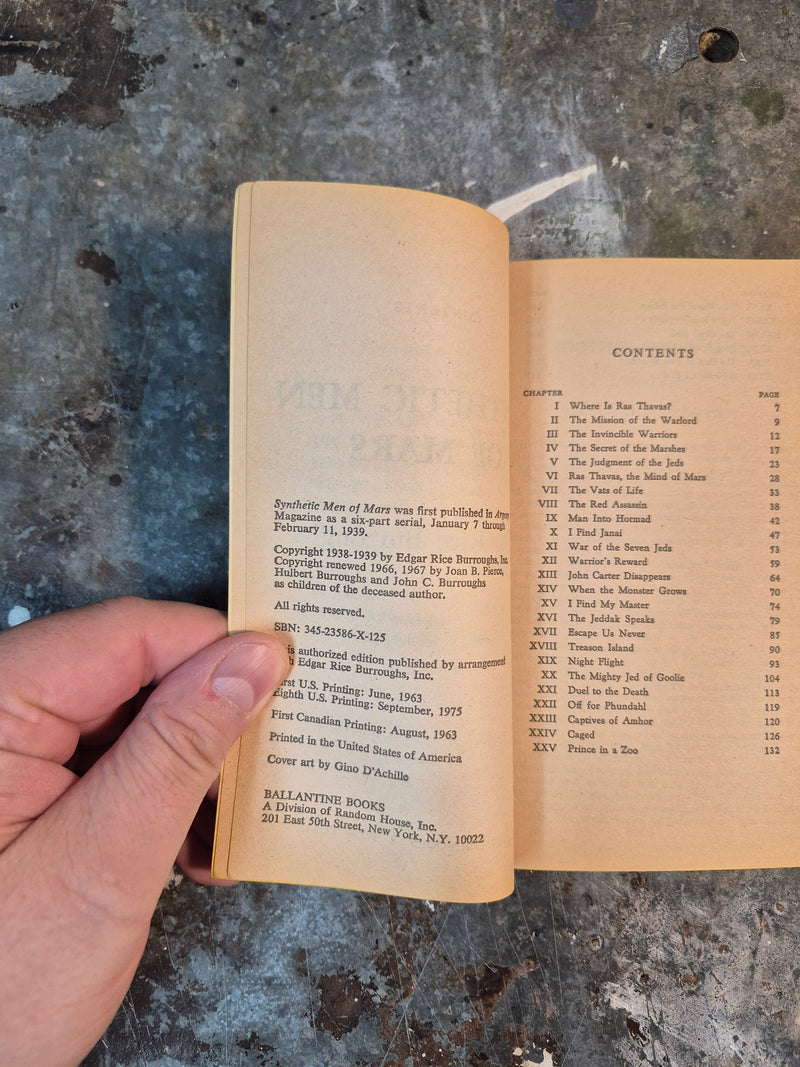 Synthetic Men of Mars was first published in Argosy
Magazine as a six-part serial, January 7 through
February 11, 1939.
Copyright 1938-1939 by Edgar Rice Burroughs, Inc.
Copyright renewed 1966, 1967 by Joan B. Pierce,
Hulbert Burroughs and John C. Burroughs
as children of the deceased author.
All rights reserved.
SBN: 345-23586-X-125
authorized edition published by arrangement
Edgar Rice Burroughs, Inc.
First U.S. Printing: June, 1963
Eighth U.S. Printing: September, 1975
First Canadian Printing: August, 1963
Printed in the United States of America
Cover art by Gino D'Achille
BALLANTINE BOOKS
A Division of Random House, Inc.
201 East 50th Street, New York, N.Y. 10022
CONTENTS
CHAPTER PAGE
I Where Is Ras Thavas? 7
II The Mission of the Warlord 9
III The Invincible Warriors 12
IV The Secret of the Marshes 17
V The Judgment of the Jeds 23
VI Ras Thavas, the Mind of Mars 28
VII The Vats of Life 33
VIII The Red Assassin 38
IX Man Into Hormad 42
X I Find Janai 47
XI War of the Seven Jeds 53
XII Warrior's Reward 59
XIII John Carter Disappears 64
XIV When the Monster Grows 70
XV I Find My Master 74
XVI The Jeddak Speaks 79
XVII Escape Us Never 85
XVIII Treason Island 90
XIX Night Flight 93
XX The Mighty Jed of Goolie 104
XXI Duel to the Death 113
XXII Off for Phundahl 119
XXIII Captives of Amhor 120
XXIV Caged 126
XXV Prince in a Zoo 132